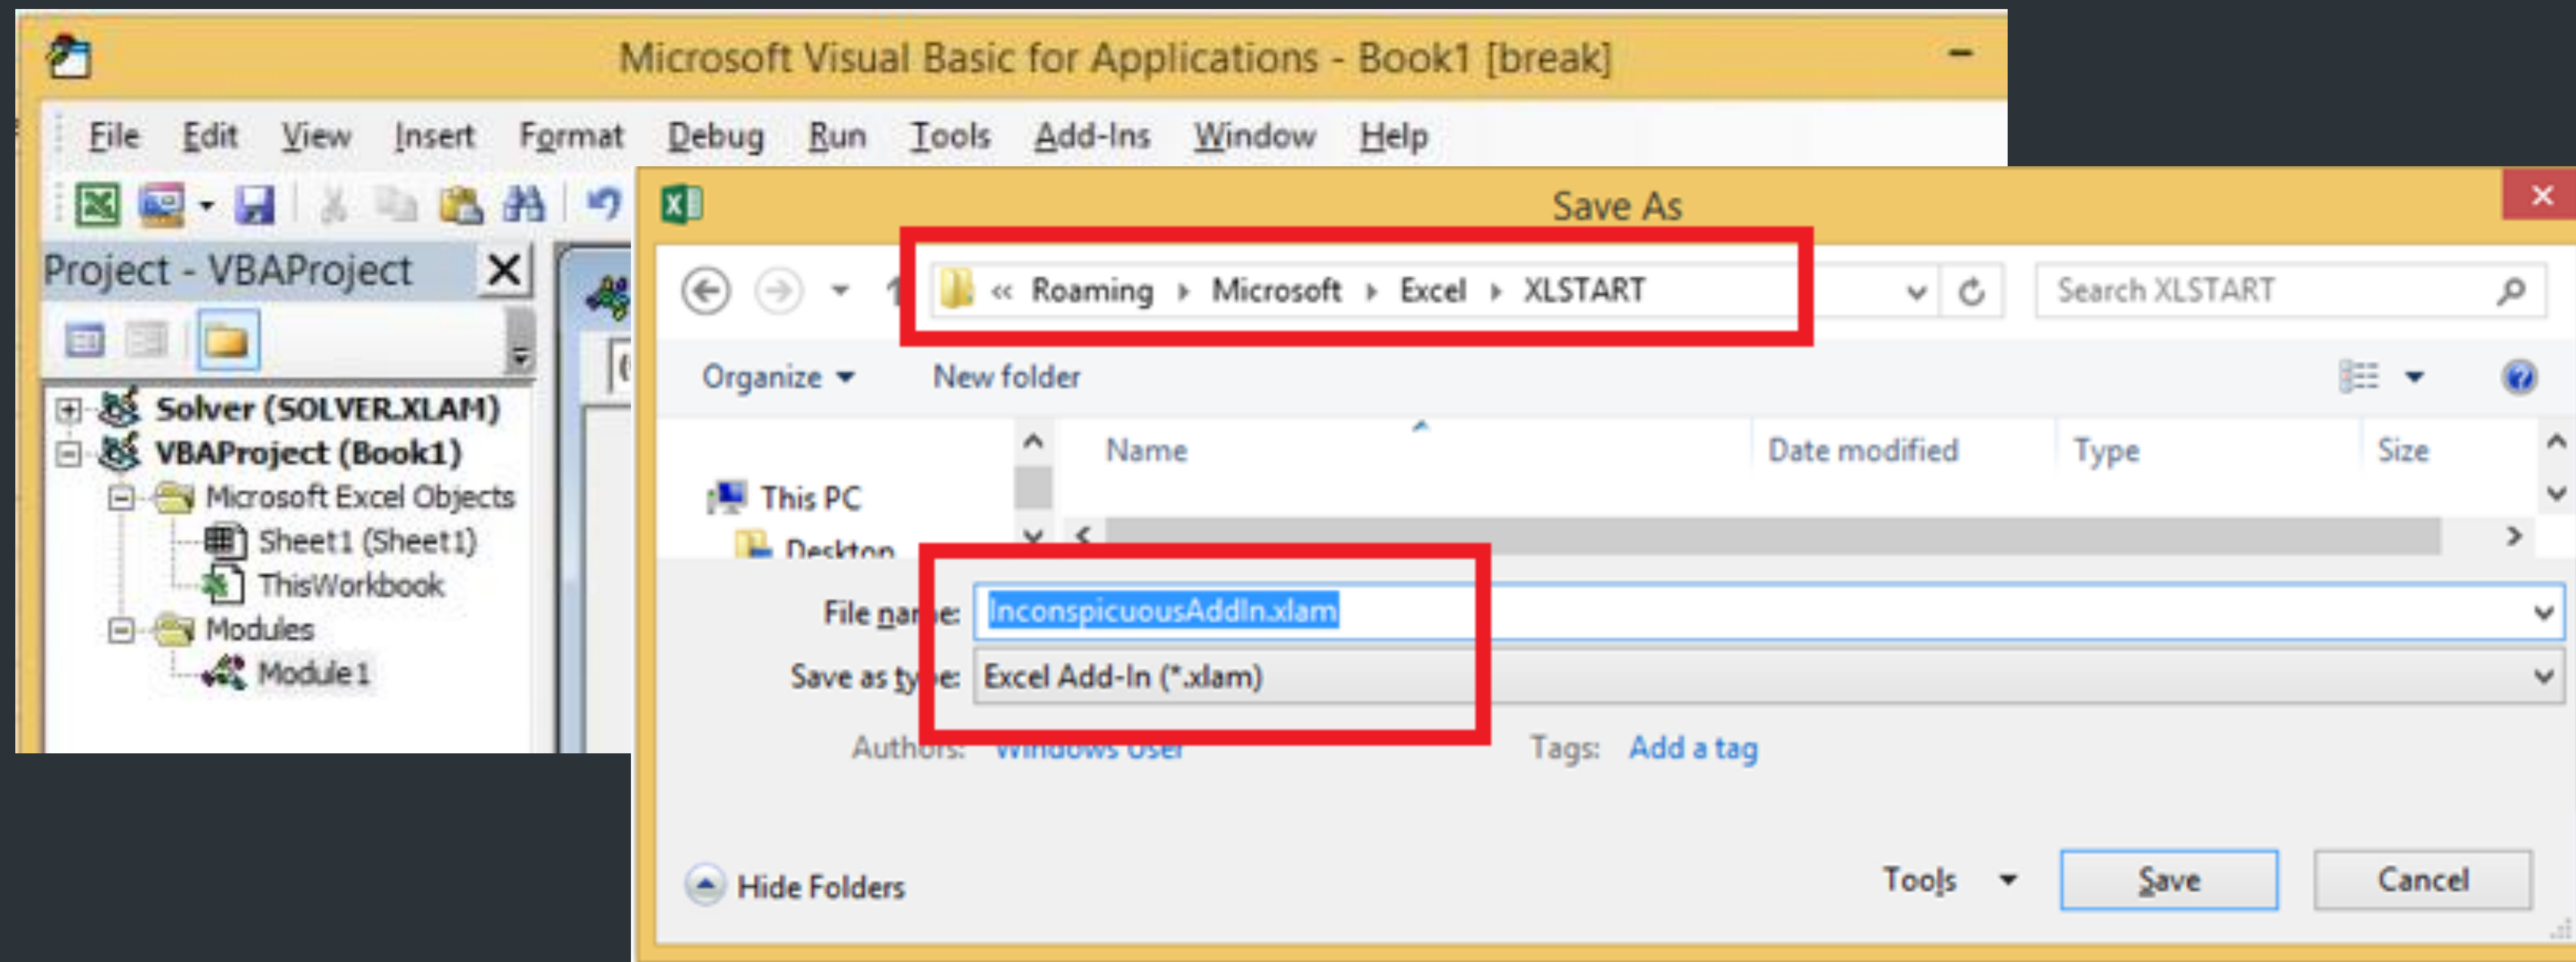 Microsoft Visual Basic for Applications - Book1 [break]
File Edit View Insert Format Debug Run Tools Add-Ins Window Help
Project - VBAProject
Solver (SOLVER.XLAM)
VBAProject (Book1)
Microsoft Excel Objects
Sheet1 (Sheet1)
ThisWorkbook
Modules
Module1
Save As
« Roaming Microsoft Excel XLSTART
Search XLSTART
Organize New folder
Name Date modified Type Size
This PC
Desktop
File name: InconspicuousAddIn.xlam
Save as type: Excel Add-In (*.xlam)
Authors: Windows User Tags: Add a tag
Hide Folders Tools Save Cancel